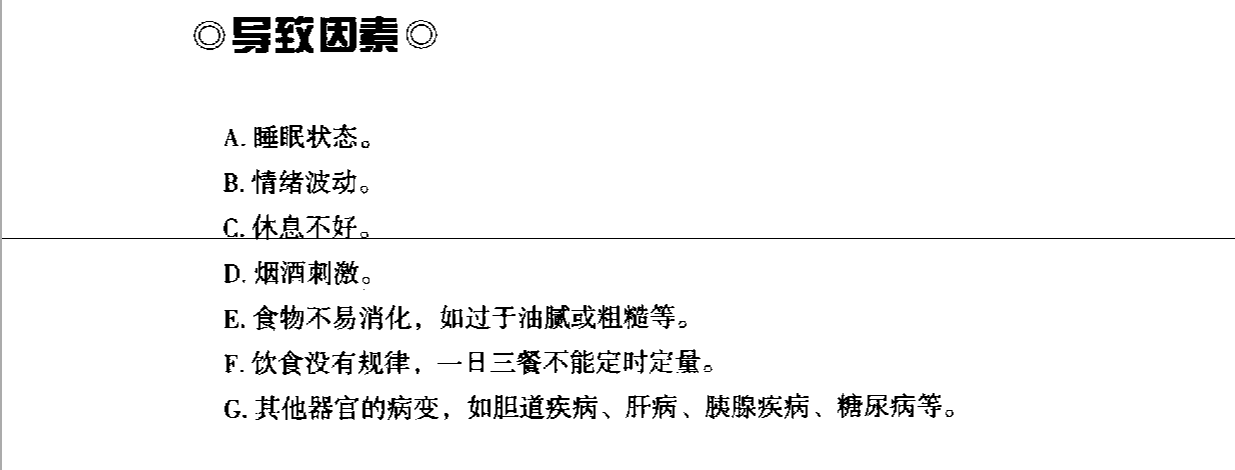 ◎导致因素◎
A. 睡眠状态。
B. 情绪波动。
C. 休息不好。
D. 烟酒刺激。
E. 食物不易消化，如过于油腻或粗糙等。
F. 饮食没有规律，一日三餐不能定时定量。
G. 其他器官的病变，如胆道疾病、肝病、胰腺疾病、糖尿病等。